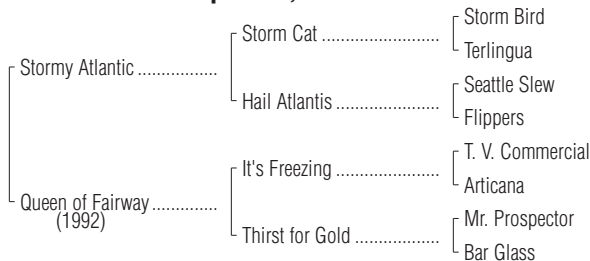 Storm Bird
Storm Cat ........................
Terlingua
Stormy Atlantic ................
Seattle Slew
Hail Atlantis .....................
Flippers
T. V. Commercial
It's Freezing .....................
Articana
Queen of Fairway .............
(1992)
Mr. Prospector
Thirst for Gold .................
Bar Glass